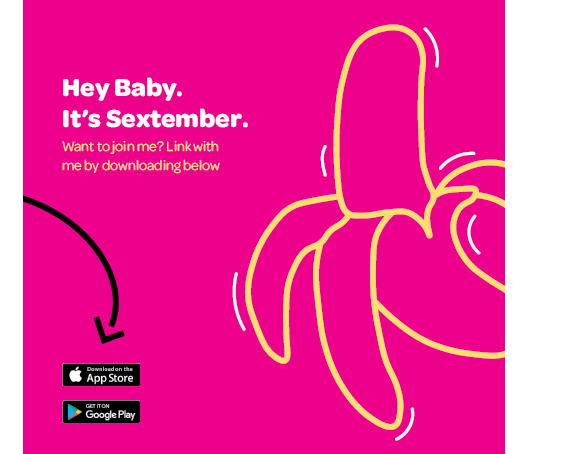 Hey Baby.
It's Sextember.
Want to join me? Link with
me by downloading below
Download on the
App Store
GET IT ON
Google Play